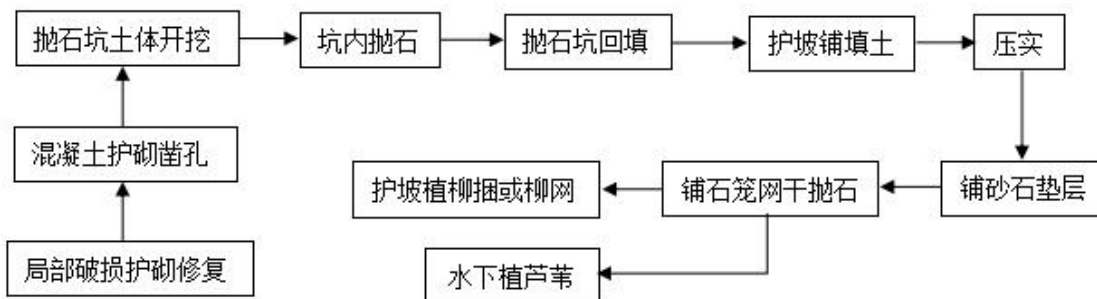 抛石坑土体开挖
坑内抛石
抛石坑回填
护坡铺填土
压实
混凝土护砌凿孔
护坡植柳捆或柳网
铺石笼网干抛石
铺砂石垫层
局部破损护砌修复
水下植芦苇